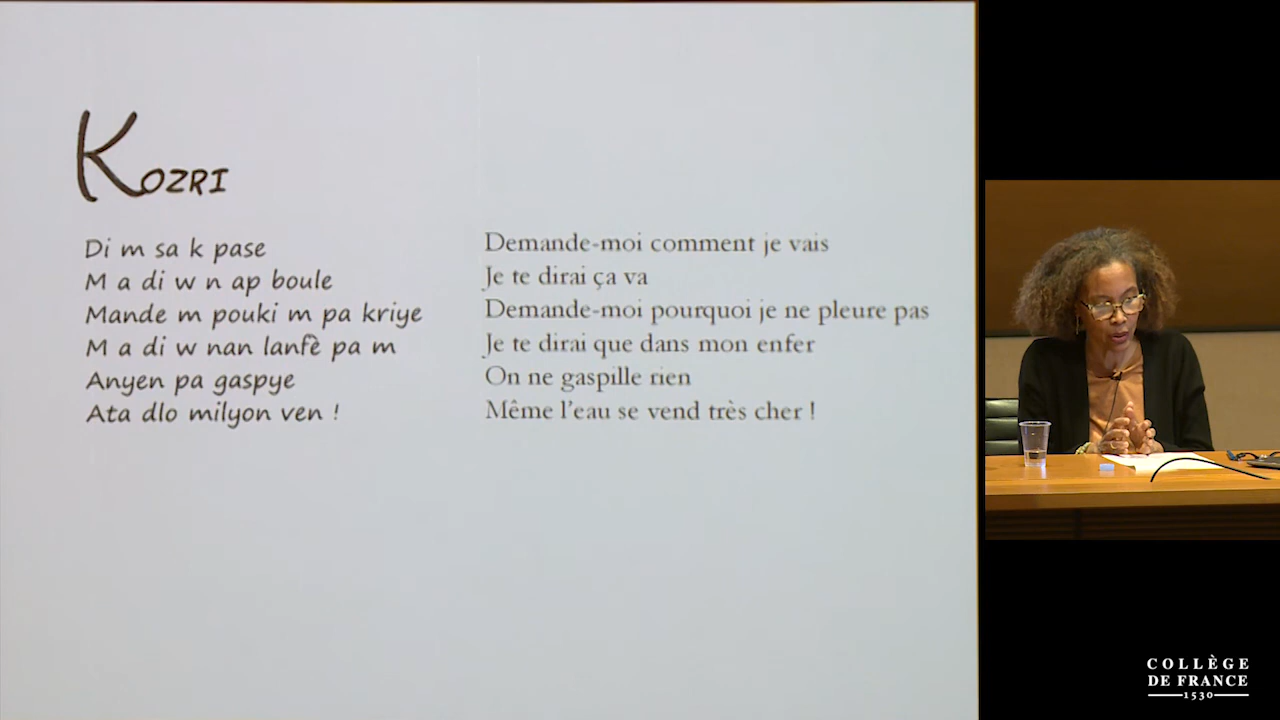 KOZRI
Di m sa k pase
M a di w n ap boule
Mande m pouki m pa kriye
M a di w nan lanfè pa m
Anyen pa gaspye
Ata dlo milyon ven !
Demande-moi comment je vais
Je te dirai ça va
Demande-moi pourquoi je ne pleure pas
Je te dirai que dans mon enfer
On ne gaspille rien
Même l'eau se vend très cher !
COLLÈGE
DE FRANCE
1530